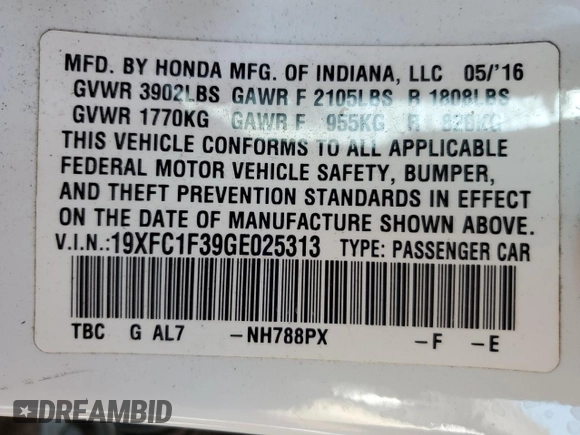 MFD. BY HONDA MFG. OF INDIANA, LLC 05/'16
GVWR 3902LBS GAWR F 2105LBS R 1808LBS
GVWR 1770KG GAWR F 955KG R 820KG
THIS VEHICLE CONFORMS TO ALL APPLICABLE
FEDERAL MOTOR VEHICLE SAFETY, BUMPER,
AND THEFT PREVENTION STANDARDS IN EFFECT
ON THE DATE OF MANUFACTURE SHOWN ABOVE.
V.I.N.:19XFC1F39GE025313 TYPE: PASSENGER CAR
TBC G AL7 -NH788PX -F -E
DREAMBID